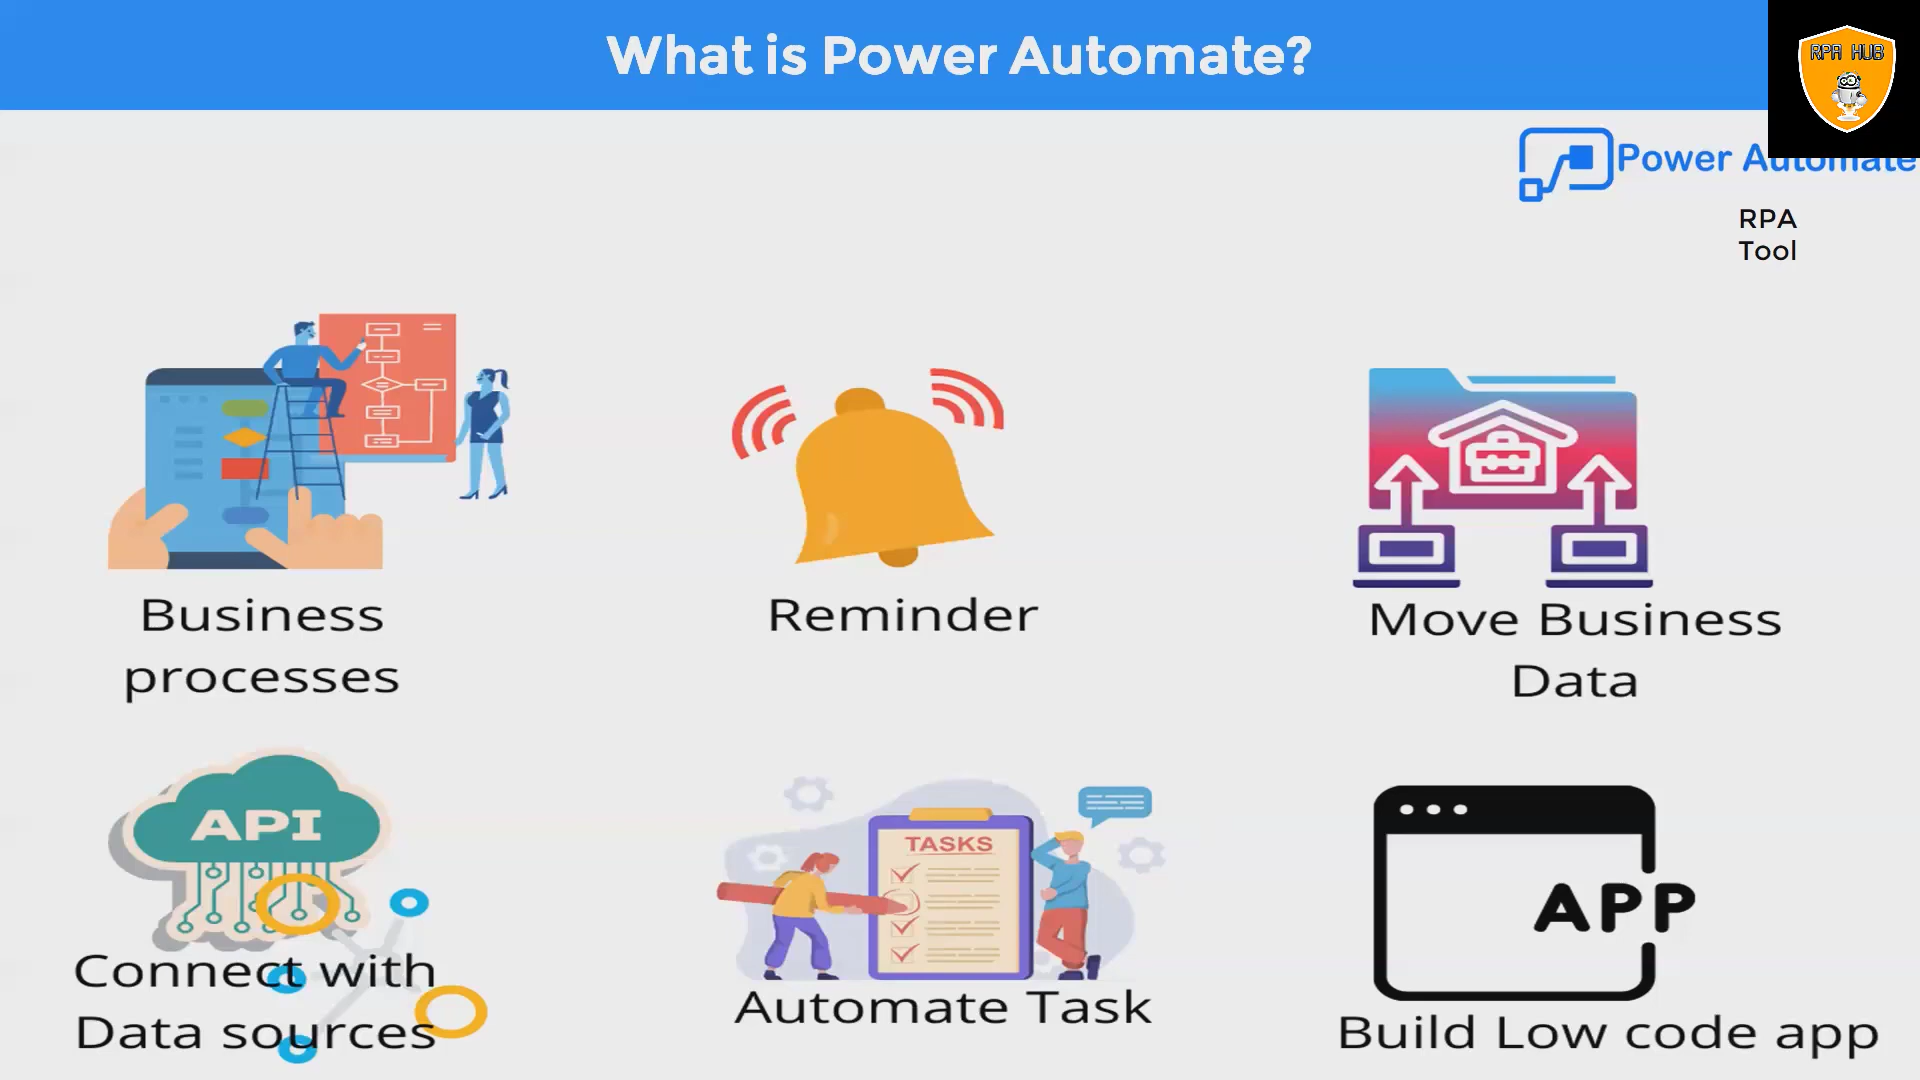 What is Power Automate?
RPA HUB
Power Automate
RPA
Tool
Business
processes
Reminder
Move Business
Data
API
Connect with
Data sources
TASKS
Automate Task
APP
Build Low code app